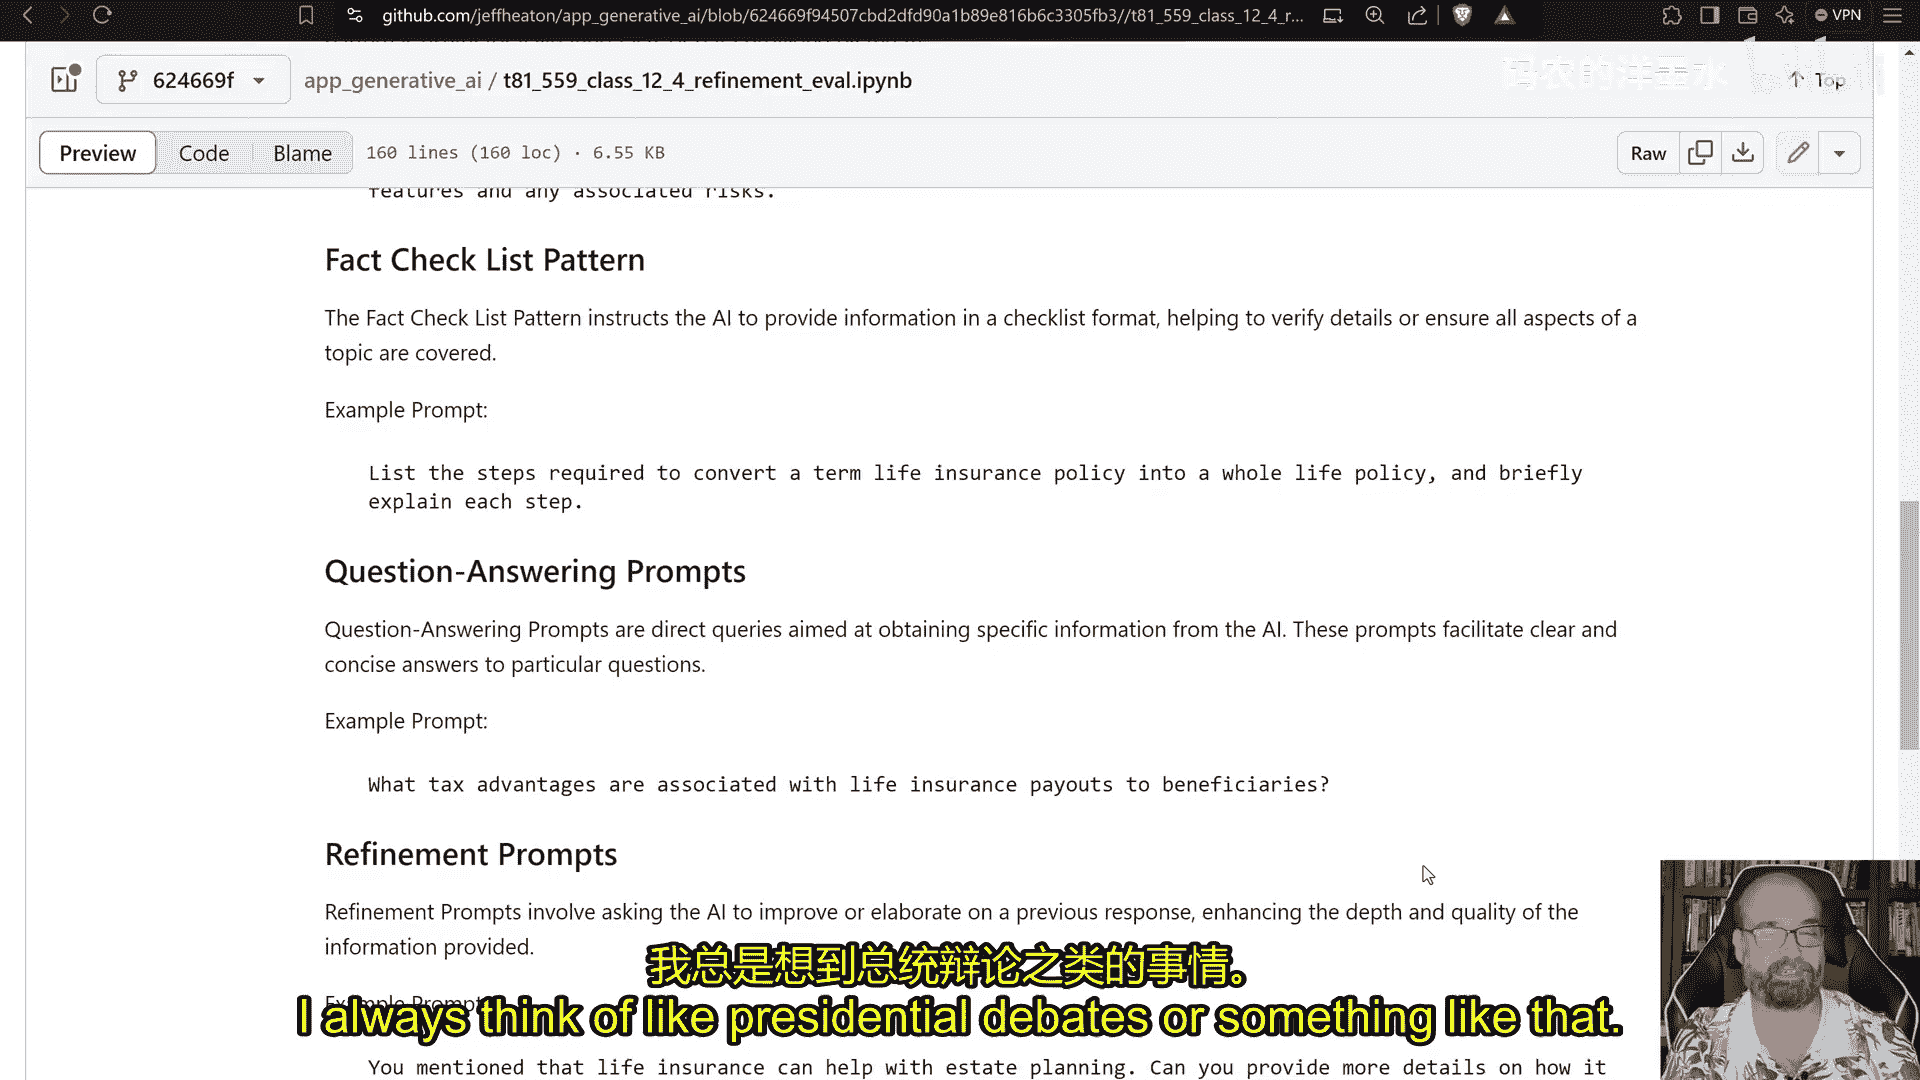 github.com/jeffheaton/app_generative_ai/blob/624669f94507cbd2dfd90a1b89e816b6c3305fb3//t81_559_class_12_4_r...
VPN
624669f
app_generative_ai / t81_559_class_12_4_refinement_eval.ipynb
码农的洋墨水
Top
Preview
Code
Blame
160 lines (160 loc) · 6.55 KB
Raw
features and any associated risks.
Fact Check List Pattern
The Fact Check List Pattern instructs the AI to provide information in a checklist format, helping to verify details or ensure all aspects of a
topic are covered.
Example Prompt:
List the steps required to convert a term life insurance policy into a whole life policy, and briefly
explain each step.
Question-Answering Prompts
Question-Answering Prompts are direct queries aimed at obtaining specific information from the AI. These prompts facilitate clear and
concise answers to particular questions.
Example Prompt:
What tax advantages are associated with life insurance payouts to beneficiaries?
Refinement Prompts
Refinement Prompts involve asking the AI to improve or elaborate on a previous response, enhancing the depth and quality of the
information provided.
我总是想到总统辩论之类的事情。
Example Prompt
I always think of like presidential debates or something like that.
You mentioned that life insurance can help with estate planning. Can you provide more details on how it